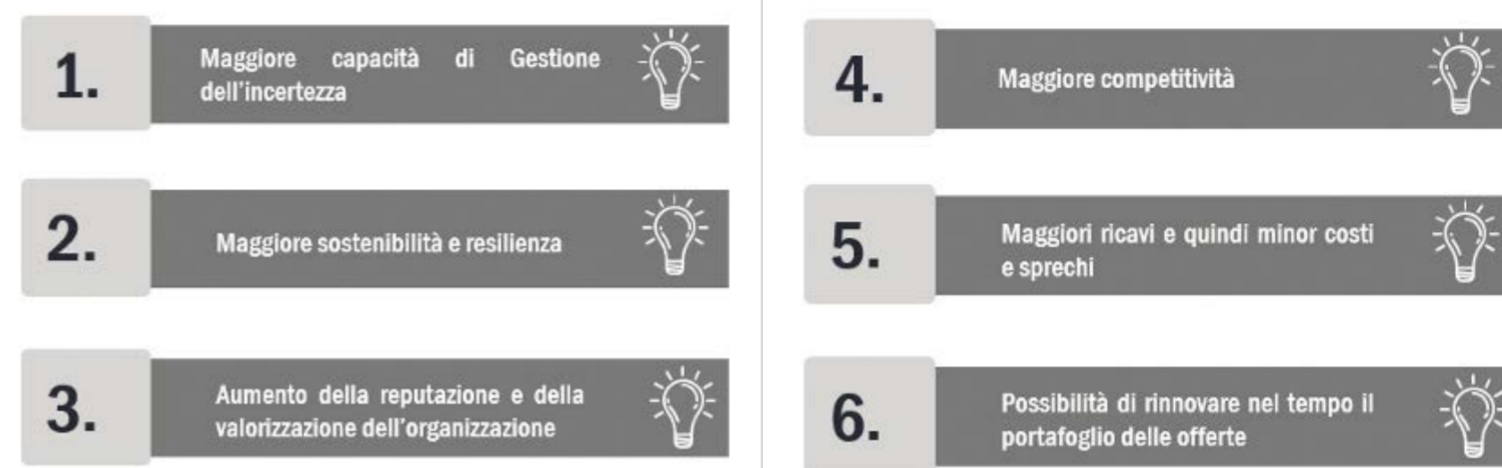 1.
Maggiore capacità di Gestione
dell'incertezza
2.
Maggiore sostenibilità e resilienza
3.
Aumento della reputazione e della
valorizzazione dell'organizzazione
4.
Maggiore competitività
5.
Maggiori ricavi e quindi minor costi
e sprechi
6.
Possibilità di rinnovare nel tempo il
portafoglio delle offerte